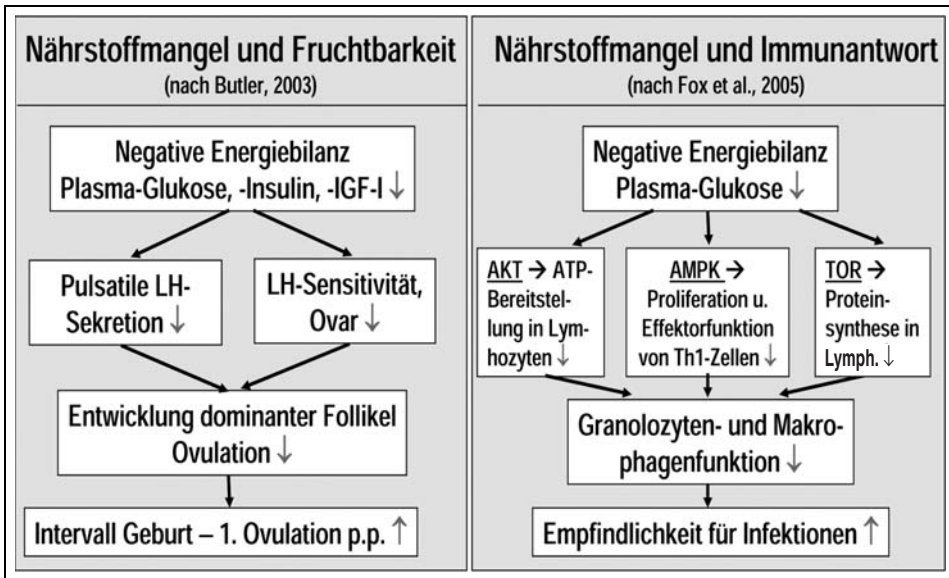 Nährstoffmangel und Fruchtbarkeit
(nach Butler, 2003)
Negative Energiebilanz
Plasma-Glukose, -Insulin, -IGF-I ↓
Pulsatile LH-
Sekretion ↓
LH-Sensitivität,
Ovar ↓
Entwicklung dominanter Follikel
Ovulation ↓
Intervall Geburt – 1. Ovulation p.p. ↑
Nährstoffmangel und Immunantwort
(nach Fox et al., 2005)
Negative Energiebilanz
Plasma-Glukose ↓
AKT → ATP-
Bereitstel-
lung in Lym-
hozyten ↓
AMPK →
Proliferation u.
Effektorfunktion
von Th1-Zellen ↓
TOR →
Protein-
synthese in
Lymph. ↓
Granolozyten- und Makro-
phagenfunktion ↓
Empfindlichkeit für Infektionen ↑